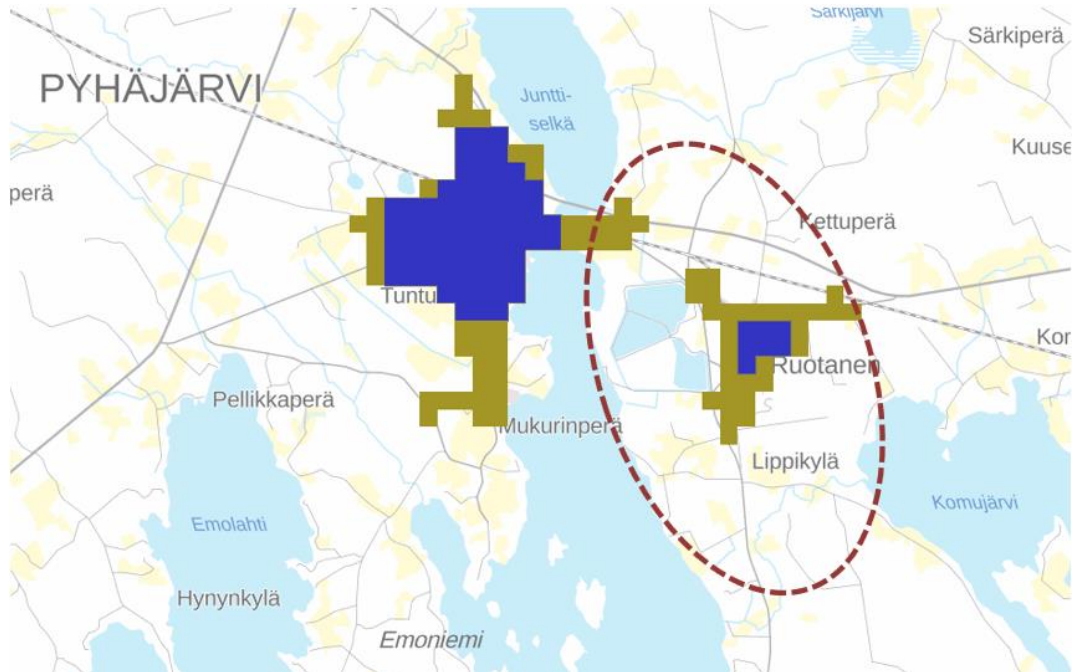 Särkijärvi
Särkiperä
PYHÄJÄRVI
Juntti-
selkä
Kuuse
perä
Kettuperä
Tuntu
Kor
Ruotanen
Pellikkaperä
Mukurinperä
Lippikylä
Emolahti
Komujärvi
Hynynkylä
Emoniemi